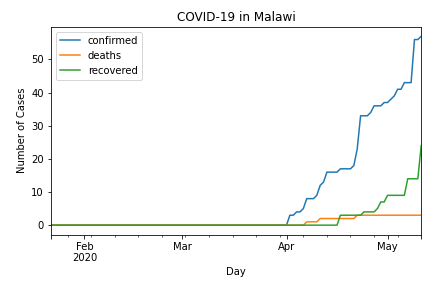 COVID-19 in Malawi
confirmed
deaths
recovered
Number of Cases
50
40
30
20
10
0
Feb
2020
Mar
Apr
May
Day